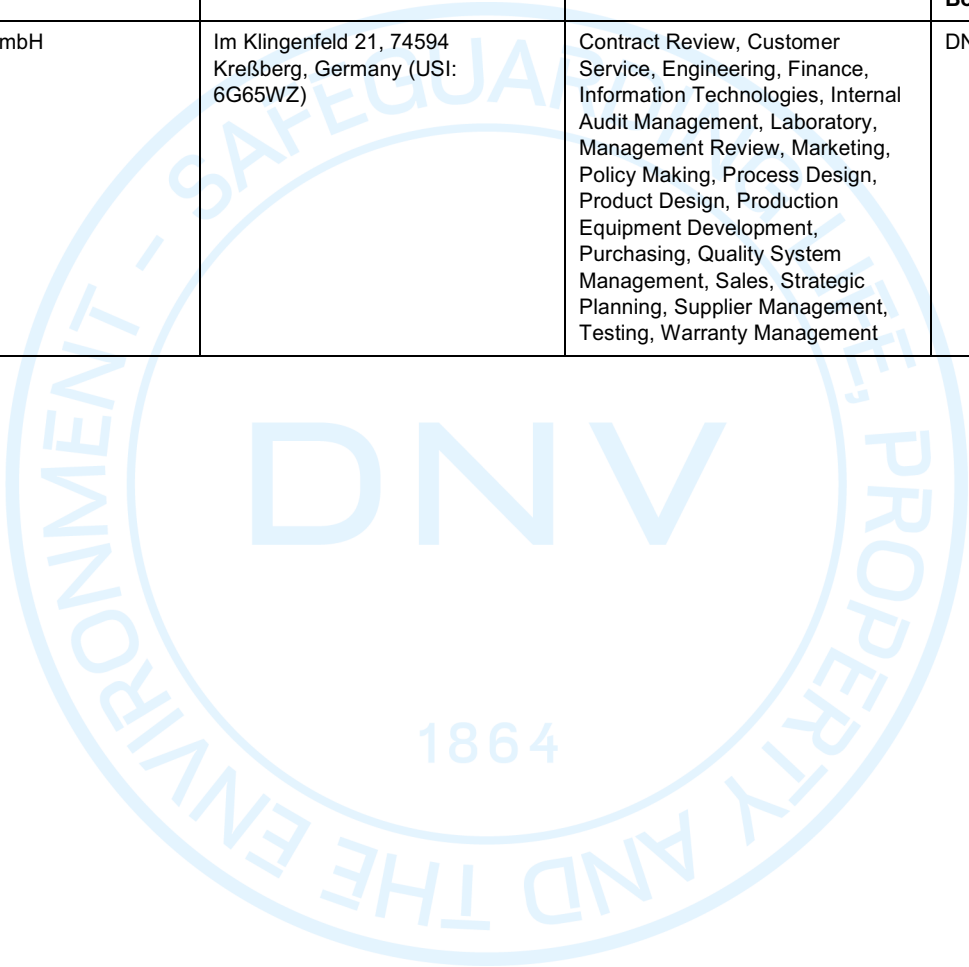 Bo
mbH
Im Klingenfeld 21, 74594
Kreßberg, Germany (USI:
6G65WZ)
Contract Review, Customer
Service, Engineering, Finance,
Information Technologies, Internal
Audit Management, Laboratory,
Management Review, Marketing,
Policy Making, Process Design,
Product Design, Production
Equipment Development,
Purchasing, Quality System
Management, Sales, Strategic
Planning, Supplier Management,
Testing, Warranty Management
DN
SAFEGUARDING LIFE, PROPERTY AND THE ENVIRONMENT -
DNV
1864